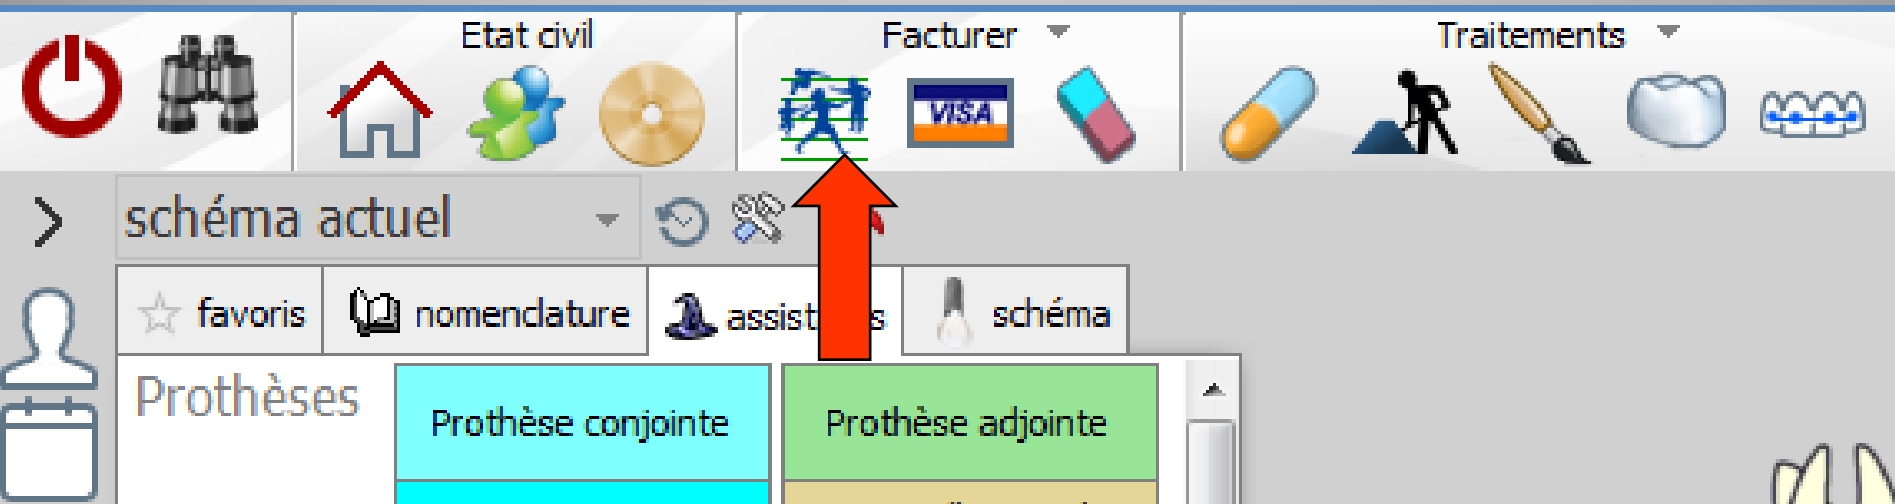 Etat civil
Facturer
Traitements
VISA
schéma actuel
favoris
nomenclature
schéma
Prothèses
Prothèse conjointe
Prothèse adjointe